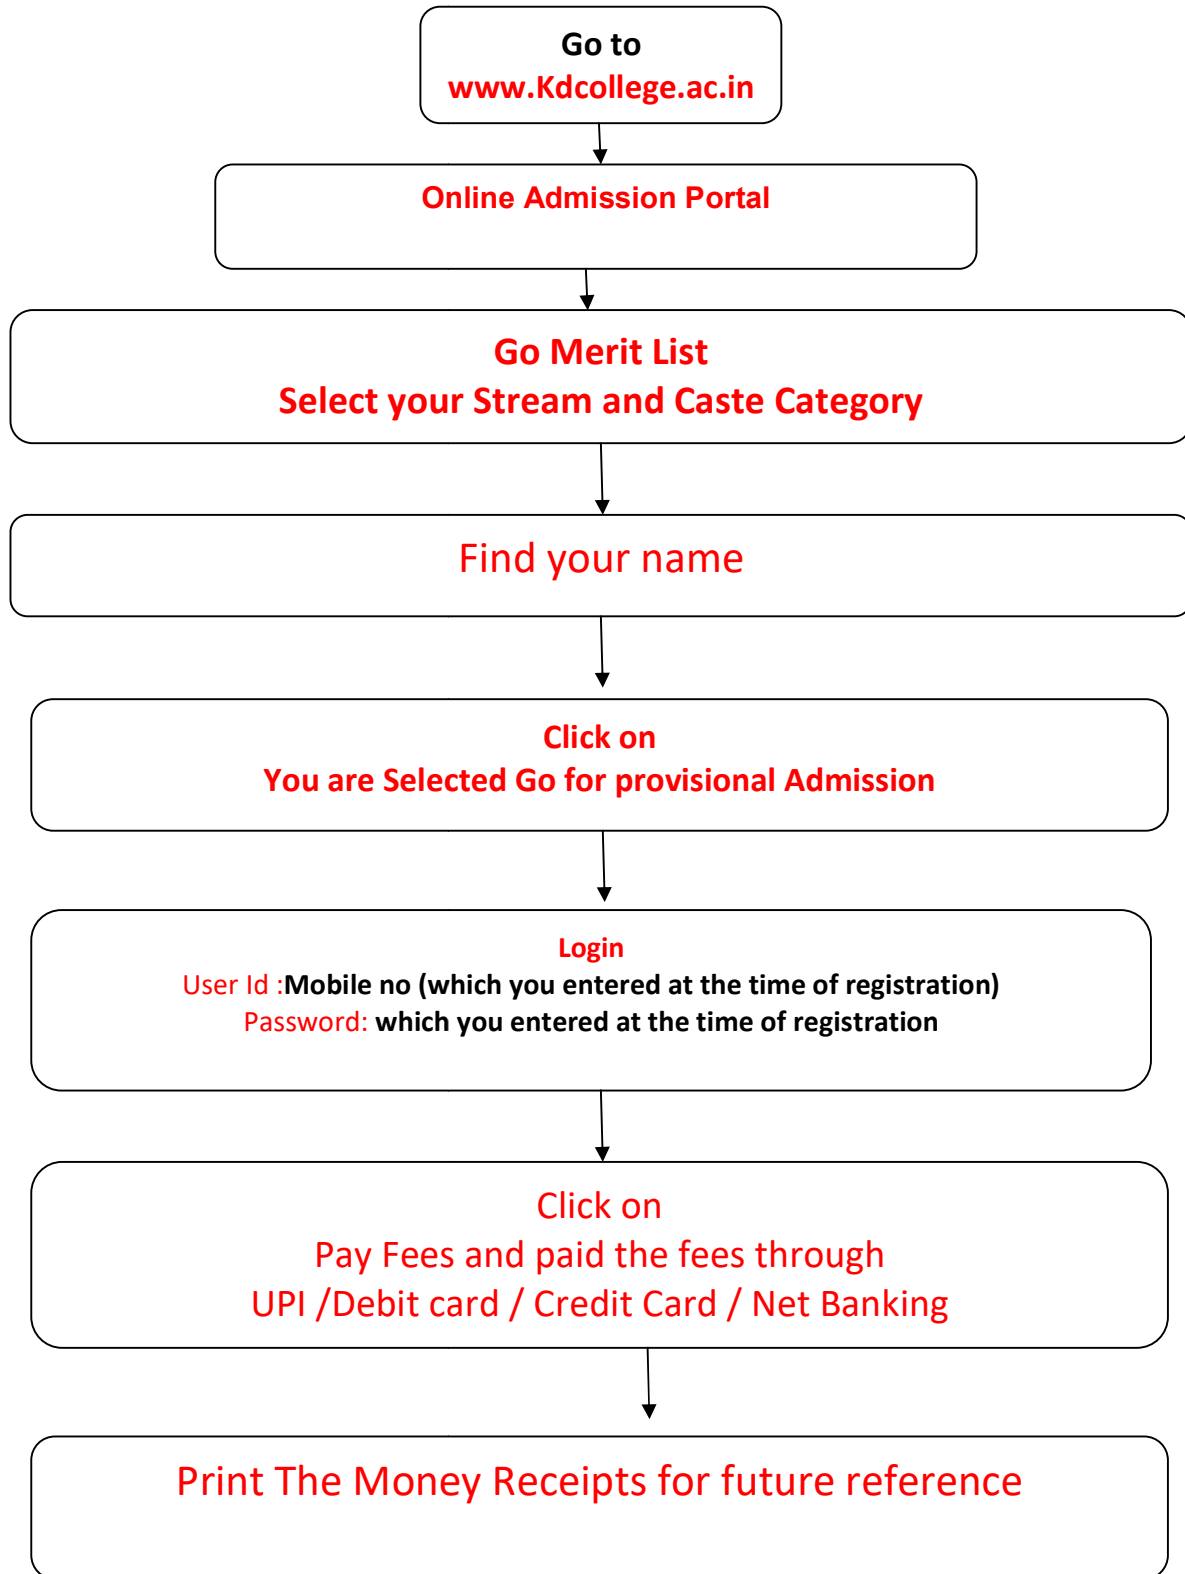 Go to
www.Kdcollege.ac.in
Online Admission Portal
Go Merit List
Select your Stream and Caste Category
Find your name
Click on
You are Selected Go for provisional Admission
Login
User Id :Mobile no (which you entered at the time of registration)
Password: which you entered at the time of registration
Click on
Pay Fees and paid the fees through
UPI /Debit card / Credit Card / Net Banking
Print The Money Receipts for future reference